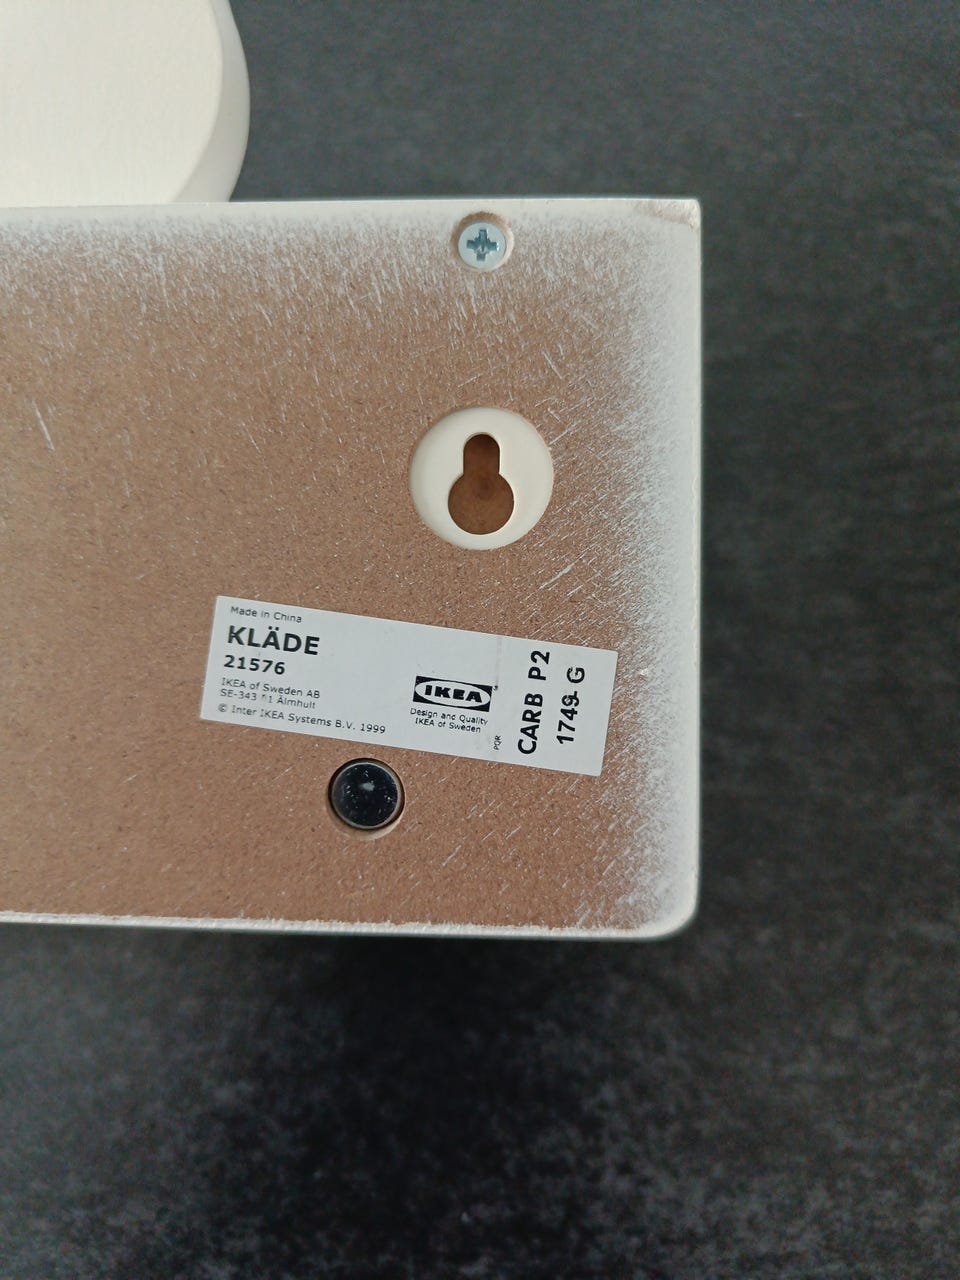 Made in China
KLÄDE
21576
IKEA of Sweden AB
SE-343 81 Älmhult
© Inter IKEA Systems B.V. 1999
IKEA
Design and Quality
IKEA of Sweden
PQR
CARB P2
1749 G